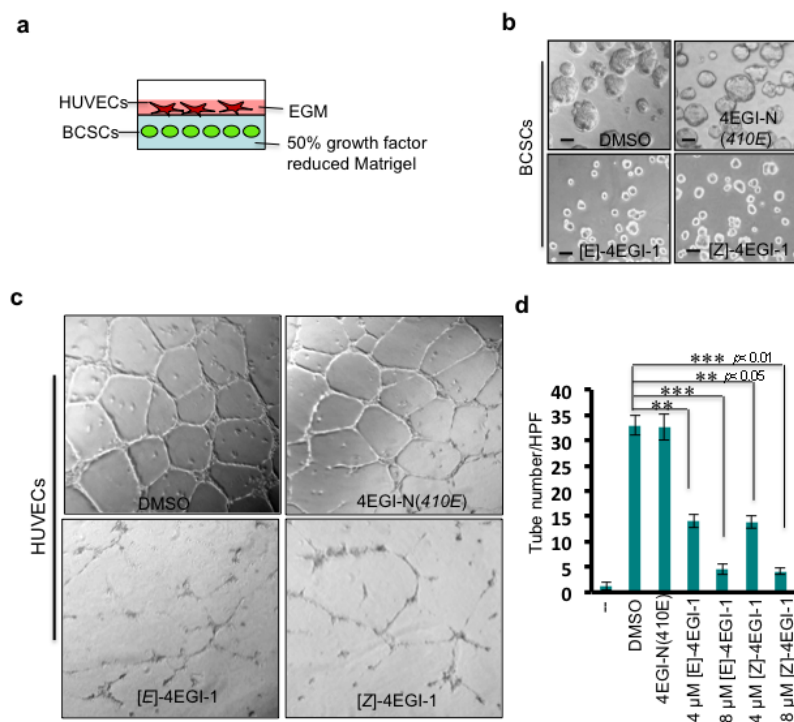 a
HUVECs
EGM
BCSCs
50% growth factor
reduced Matrigel
b
BCSCs
DMSO
4EGI-N
(410E)
[E]-4EGI-1
[Z]-4EGI-1
c
HUVECs
DMSO
4EGI-N(410E)
[E]-4EGI-1
[Z]-4EGI-1
d
*** p< 0.01
** p< 0.05
***
**
Tube number/HPF
40
35
30
25
20
15
10
5
0
--
DMSO
4EGI-N(410E)
4 µM [E]-4EGI-1
8 µM [E]-4EGI-1
4 µM [Z]-4EGI-1
8 µM [Z]-4EGI-1